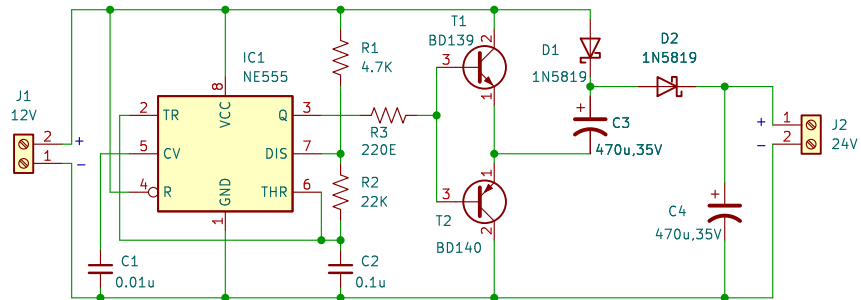 J1
12V
2
1
+
−
IC1
NE555
8
VCC
2
TR
5
CV
4
R
GND
1
Q
3
DIS
7
THR
6
R1
4.7K
R2
22K
R3
220E
C1
0.01u
C2
0.1u
T1
BD139
2
3
1
T2
BD140
1
3
2
D1
1N5819
D2
1N5819
+
C3
470u,35V
+
C4
470u,35V
+
−
1
2
J2
24V